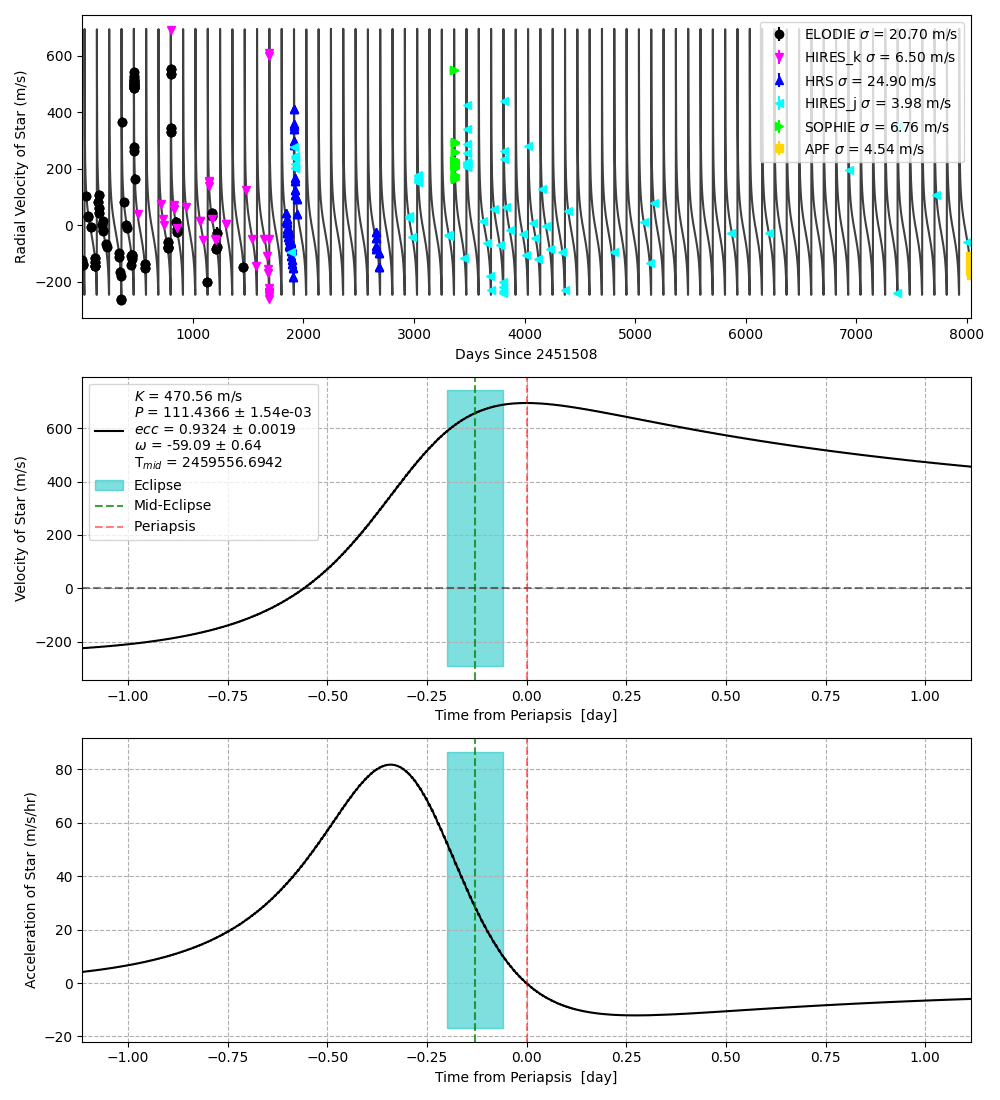 600
400
200
0
−200
Radial Velocity of Star (m/s)
ELODIE σ = 20.70 m/s
HIRES_k σ = 6.50 m/s
HRS σ = 24.90 m/s
HIRES_j σ = 3.98 m/s
SOPHIE σ = 6.76 m/s
APF σ = 4.54 m/s
1000 2000 3000 4000 5000 6000 7000 8000
Days Since 2451508
600
400
200
0
−200
Velocity of Star (m/s)
K = 470.56 m/s
P = 111.4366 ± 1.54e-03
ecc = 0.9324 ± 0.0019
ω = -59.09 ± 0.64
Tmid = 2459556.6942
Eclipse
Mid-Eclipse
Periapsis
−1.00 −0.75 −0.50 −0.25 0.00 0.25 0.50 0.75 1.00
Time from Periapsis [day]
80
60
40
20
0
−20
Acceleration of Star (m/s/hr)
−1.00 −0.75 −0.50 −0.25 0.00 0.25 0.50 0.75 1.00
Time from Periapsis [day]